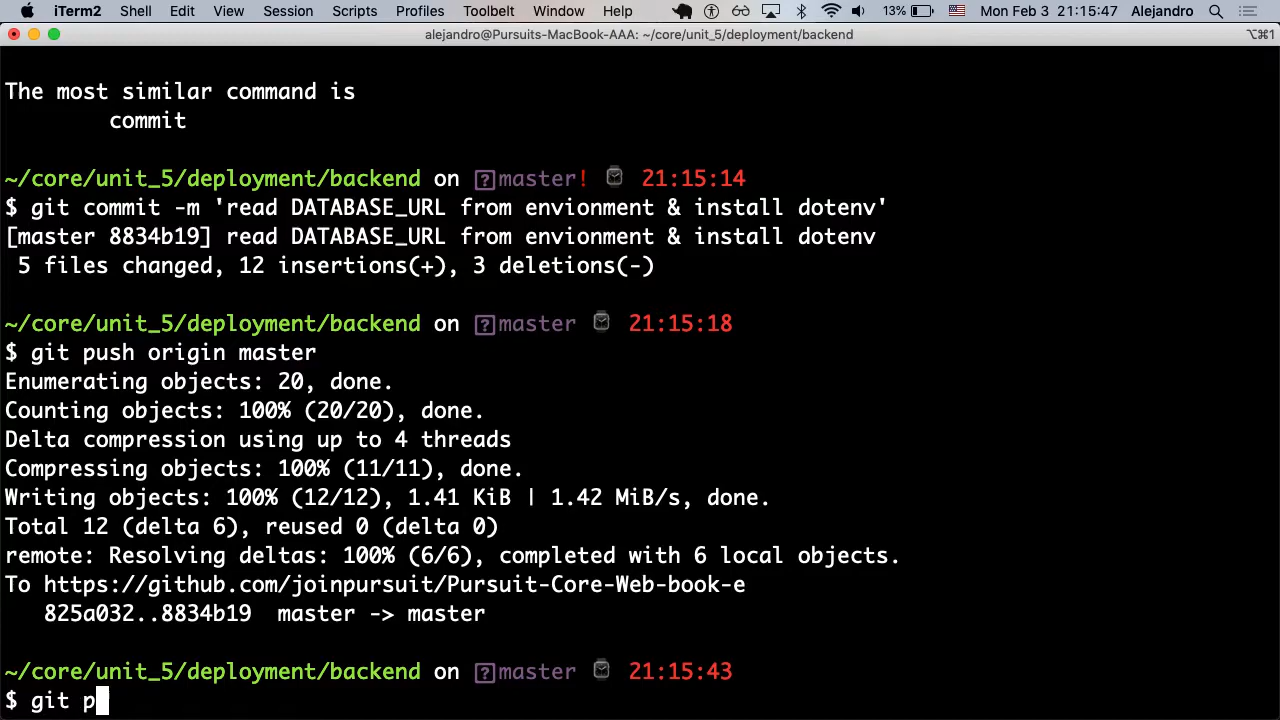 iTerm2 Shell Edit View Session Scripts Profiles Toolbelt Window Help 13% Mon Feb 3 21:15:47 Alejandro
alejandro@Pursuits-MacBook-AAA: ~/core/unit_5/deployment/backend ⌥⌘1
The most similar command is
commit
~/core/unit_5/deployment/backend on ?master! 21:15:14
$ git commit -m 'read DATABASE_URL from envionment & install dotenv'
[master 8834b19] read DATABASE_URL from envionment & install dotenv
5 files changed, 12 insertions(+), 3 deletions(-)
~/core/unit_5/deployment/backend on ?master 21:15:18
$ git push origin master
Enumerating objects: 20, done.
Counting objects: 100% (20/20), done.
Delta compression using up to 4 threads
Compressing objects: 100% (11/11), done.
Writing objects: 100% (12/12), 1.41 KiB | 1.42 MiB/s, done.
Total 12 (delta 6), reused 0 (delta 0)
remote: Resolving deltas: 100% (6/6), completed with 6 local objects.
To https://github.com/joinpursuit/Pursuit-Core-Web-book-e
825a032..8834b19 master -> master
~/core/unit_5/deployment/backend on ?master 21:15:43
$ git p